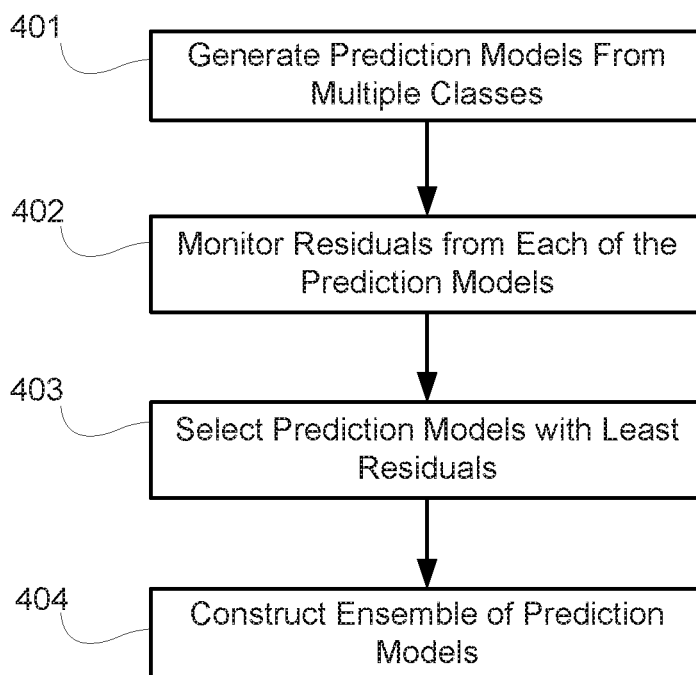 401
Generate Prediction Models From
Multiple Classes
402
Monitor Residuals from Each of the
Prediction Models
403
Select Prediction Models with Least
Residuals
404
Construct Ensemble of Prediction
Models